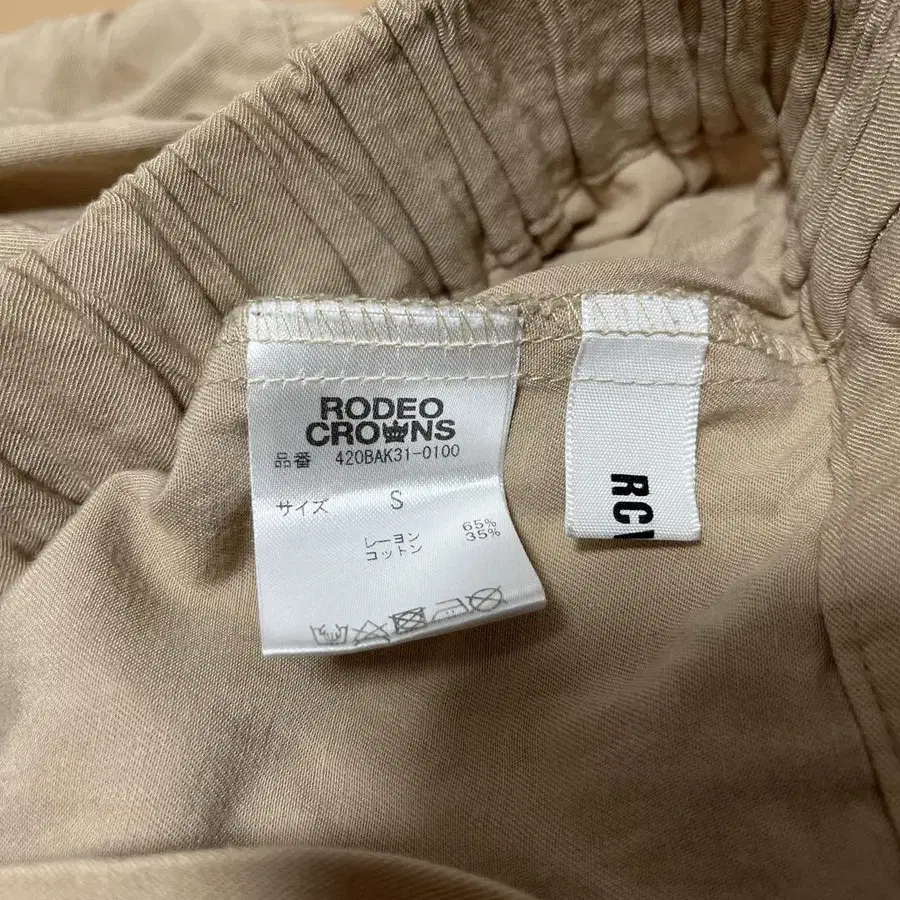 RODEO
CROWNS
品番 420BAK31-0100
サイズ S
レーヨン 65%
コットン 35%
RCW